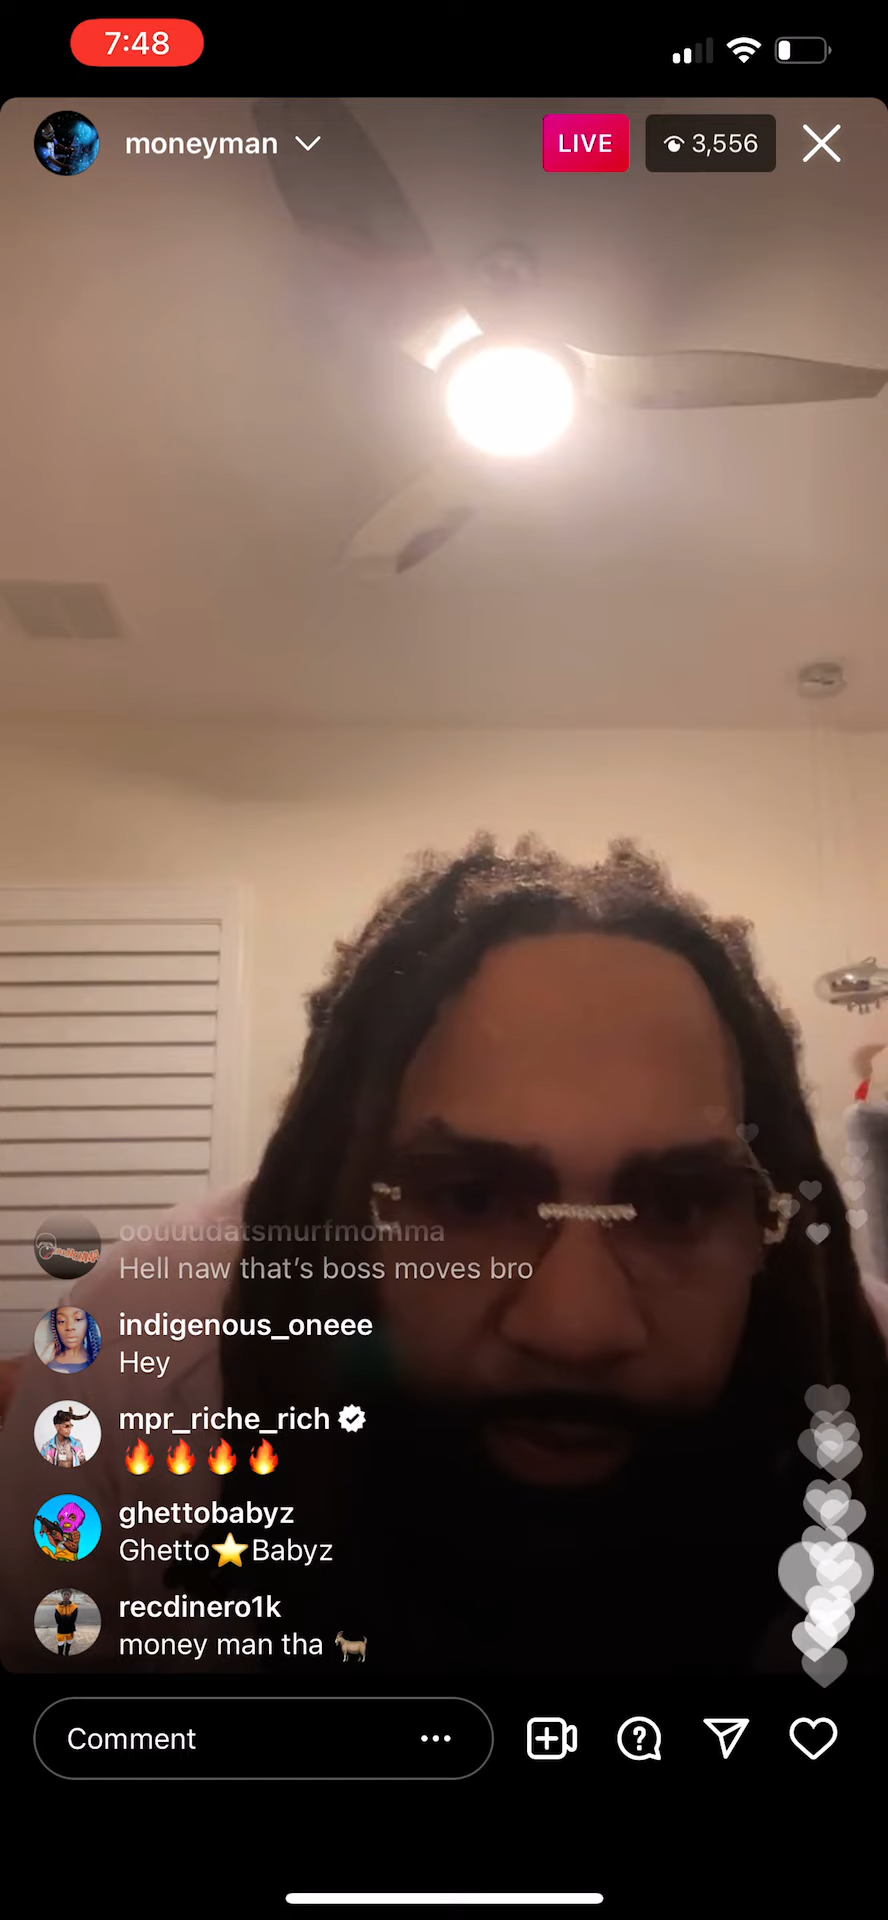 7:48
moneyman
LIVE
3,556
oouuudatsmurfmomma
Hell naw that's boss moves bro
indigenous_oneee
Hey
mpr_riche_rich
🔥🔥🔥🔥
ghettobabyz
Ghetto⭐Babyz
recdinero1k
money man tha 🐐
Comment